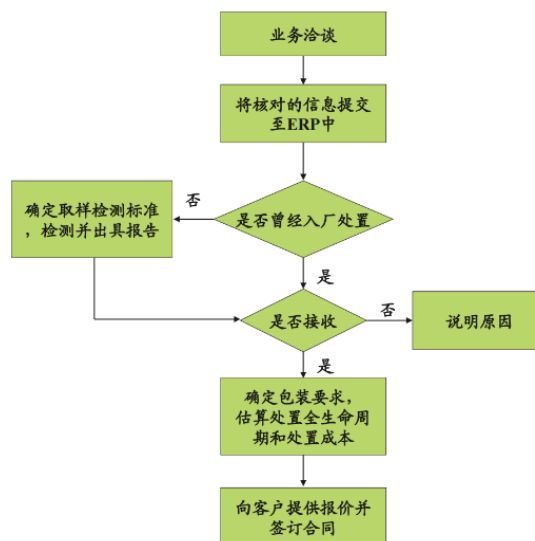 业务洽谈
将核对的信息提交
至ERP中
是否曾经入厂处置
否
确定取样检测标准
，检测并出具报告
是
是否接收
否
说明原因
是
确定包装要求，
估算处置全生命周
期和处置成本
向客户提供报价并
签订合同